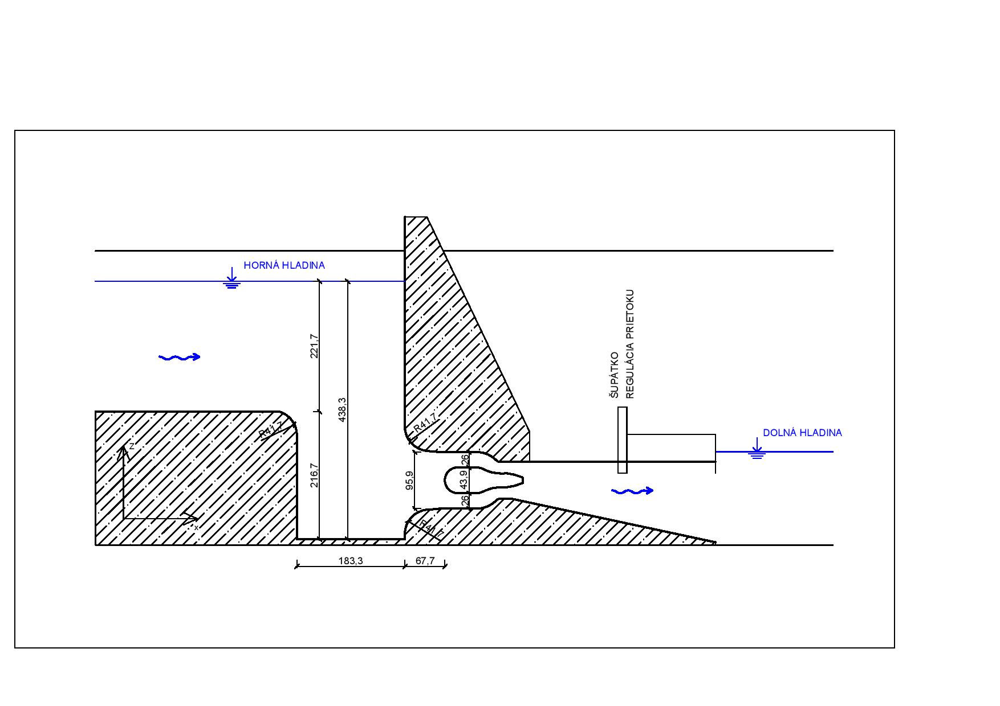 HORNÁ HLADINA
221,7
438,3
216,7
R41,7
R41,7
R41,7
95,9
26
43,9
26
183,3
67,7
Z
x
ŠUPÁTKO
REGULÁCIA PRIETOKU
DOLNÁ HLADINA